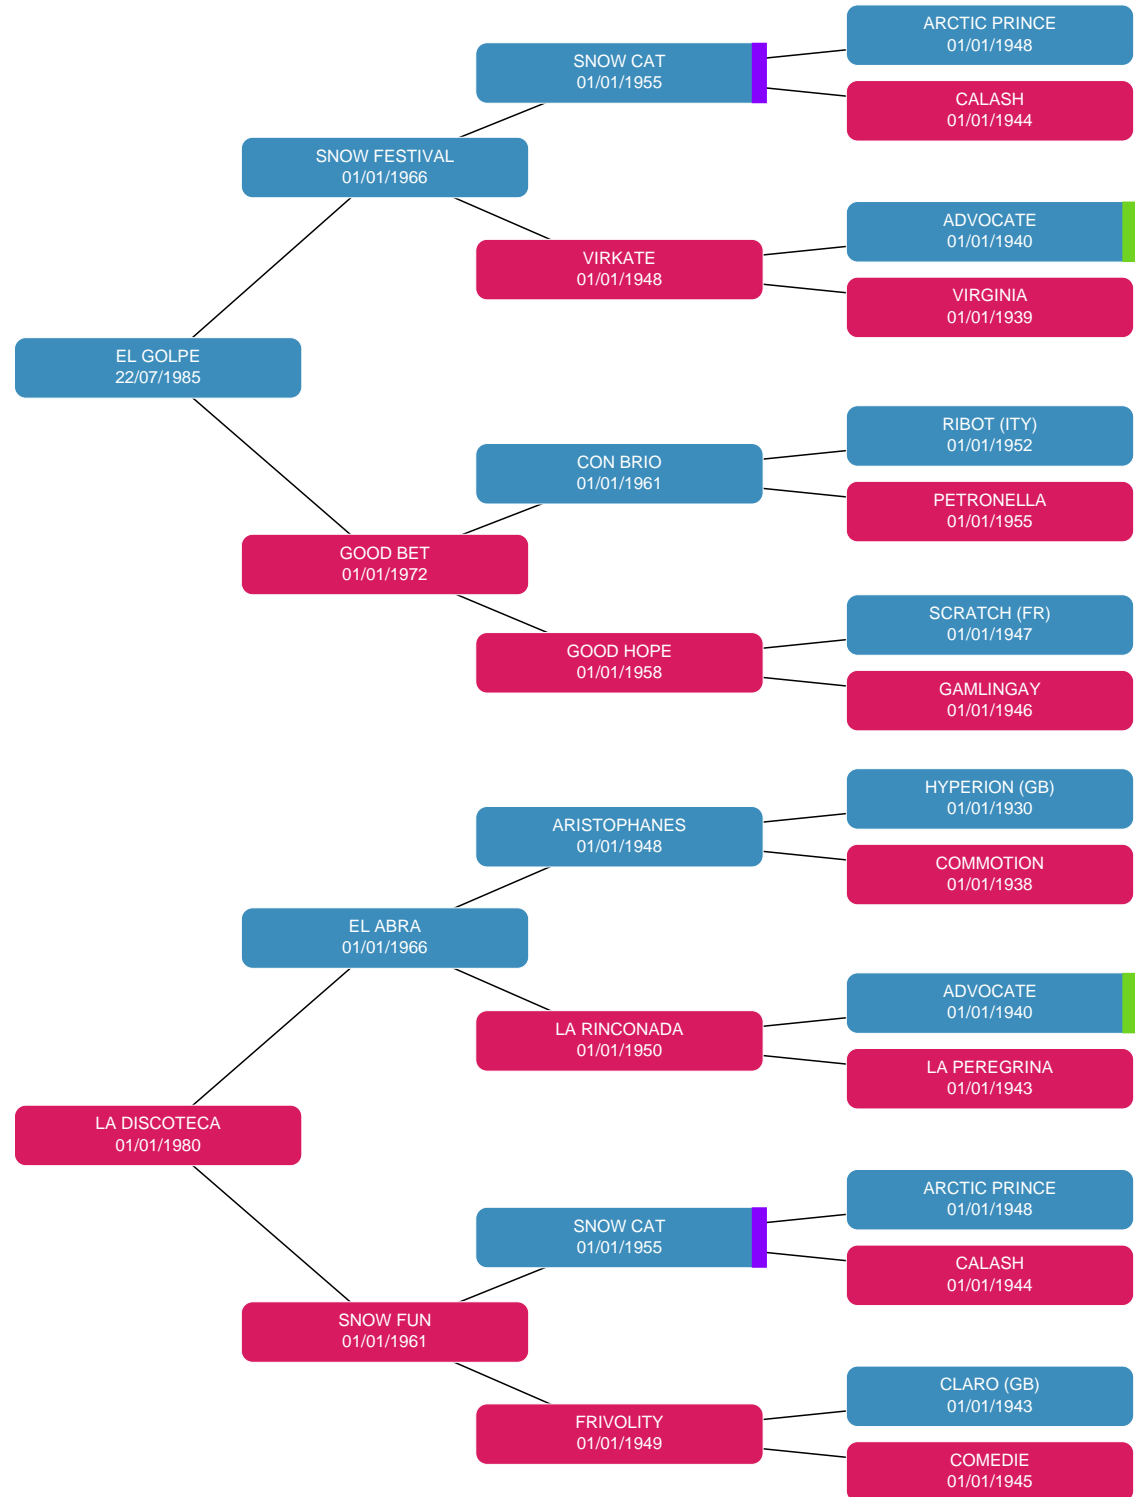 ARCTIC PRINCE
01/01/1948
SNOW CAT
01/01/1955
CALASH
01/01/1944
SNOW FESTIVAL
01/01/1966
ADVOCATE
01/01/1940
VIRKATE
01/01/1948
VIRGINIA
01/01/1939
EL GOLPE
22/07/1985
RIBOT (ITY)
01/01/1952
CON BRIO
01/01/1961
PETRONELLA
01/01/1955
GOOD BET
01/01/1972
SCRATCH (FR)
01/01/1947
GOOD HOPE
01/01/1958
GAMLINGAY
01/01/1946
HYPERION (GB)
01/01/1930
ARISTOPHANES
01/01/1948
COMMOTION
01/01/1938
EL ABRA
01/01/1966
ADVOCATE
01/01/1940
LA RINCONADA
01/01/1950
LA PEREGRINA
01/01/1943
LA DISCOTECA
01/01/1980
ARCTIC PRINCE
01/01/1948
SNOW CAT
01/01/1955
CALASH
01/01/1944
SNOW FUN
01/01/1961
CLARO (GB)
01/01/1943
FRIVOLITY
01/01/1949
COMEDIE
01/01/1945